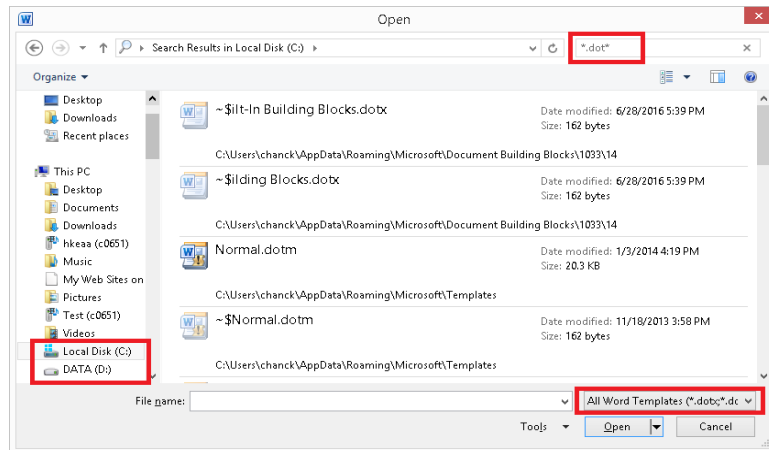 Open
Search Results in Local Disk (C:)
*.dot*
Organize
Desktop
Downloads
Recent places
This PC
Desktop
Documents
Downloads
hkeaa (c0651)
Music
My Web Sites on
Pictures
Test (c0651)
Videos
Local Disk (C:)
DATA (D:)
~$ilt-In Building Blocks.dotx
Date modified: 6/28/2016 5:39 PM
Size: 162 bytes
C:\Users\chanck\AppData\Roaming\Microsoft\Document Building Blocks\1033\14
~$ilding Blocks.dotx
Date modified: 6/28/2016 5:39 PM
Size: 162 bytes
C:\Users\chanck\AppData\Roaming\Microsoft\Document Building Blocks\1033\14
Normal.dotm
Date modified: 1/3/2014 4:19 PM
Size: 20.3 KB
C:\Users\chanck\AppData\Roaming\Microsoft\Templates
~$Normal.dotm
Date modified: 11/18/2013 3:58 PM
Size: 162 bytes
C:\Users\chanck\AppData\Roaming\Microsoft\Templates
File name:
All Word Templates (*.dotx;*.dc
Tools
Open
Cancel